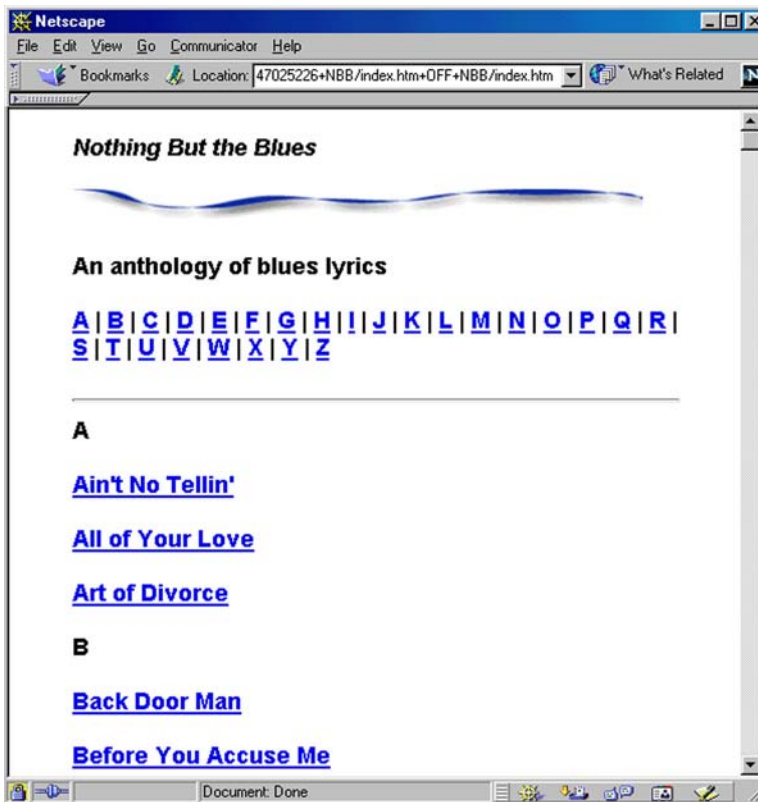 Netscape
File Edit View Go Communicator Help
Bookmarks Location: 47025226+NBB/index.htm+OFF+NBB/index.htm What's Related N
Nothing But the Blues
An anthology of blues lyrics
A | B | C | D | E | F | G | H | I | J | K | L | M | N | O | P | Q | R |
S | T | U | V | W | X | Y | Z
A
Ain't No Tellin'
All of Your Love
Art of Divorce
B
Back Door Man
Before You Accuse Me
Document: Done